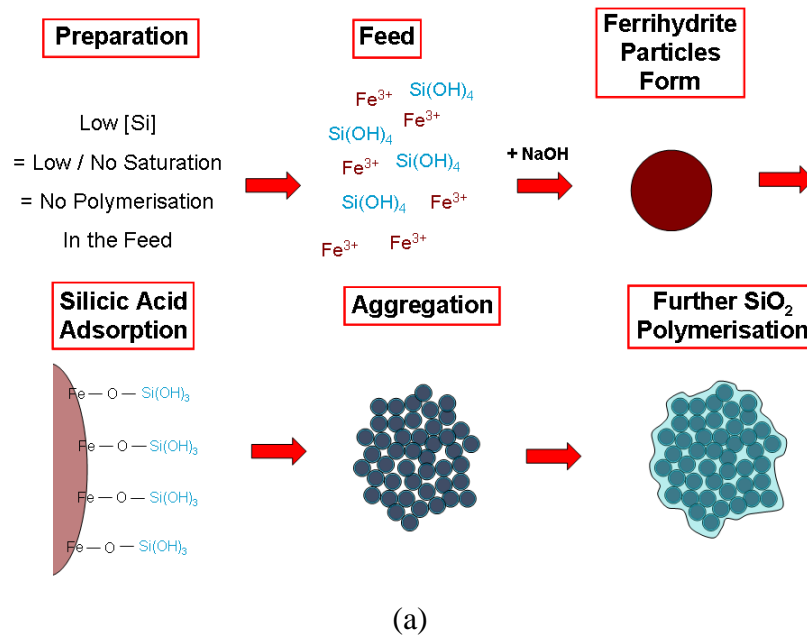 Preparation
Low [Si]
= Low / No Saturation
= No Polymerisation
In the Feed
Feed
Fe³⁺ Si(OH)₄
Si(OH)₄ Fe³⁺
Fe³⁺ Si(OH)₄
Si(OH)₄ Fe³⁺
Fe³⁺ Fe³⁺
+ NaOH
Ferrihydrite
Particles
Form
Silicic Acid
Adsorption
Fe — O — Si(OH)₃
Fe — O — Si(OH)₃
Fe — O — Si(OH)₃
Fe — O — Si(OH)₃
Aggregation
Further SiO₂
Polymerisation
(a)